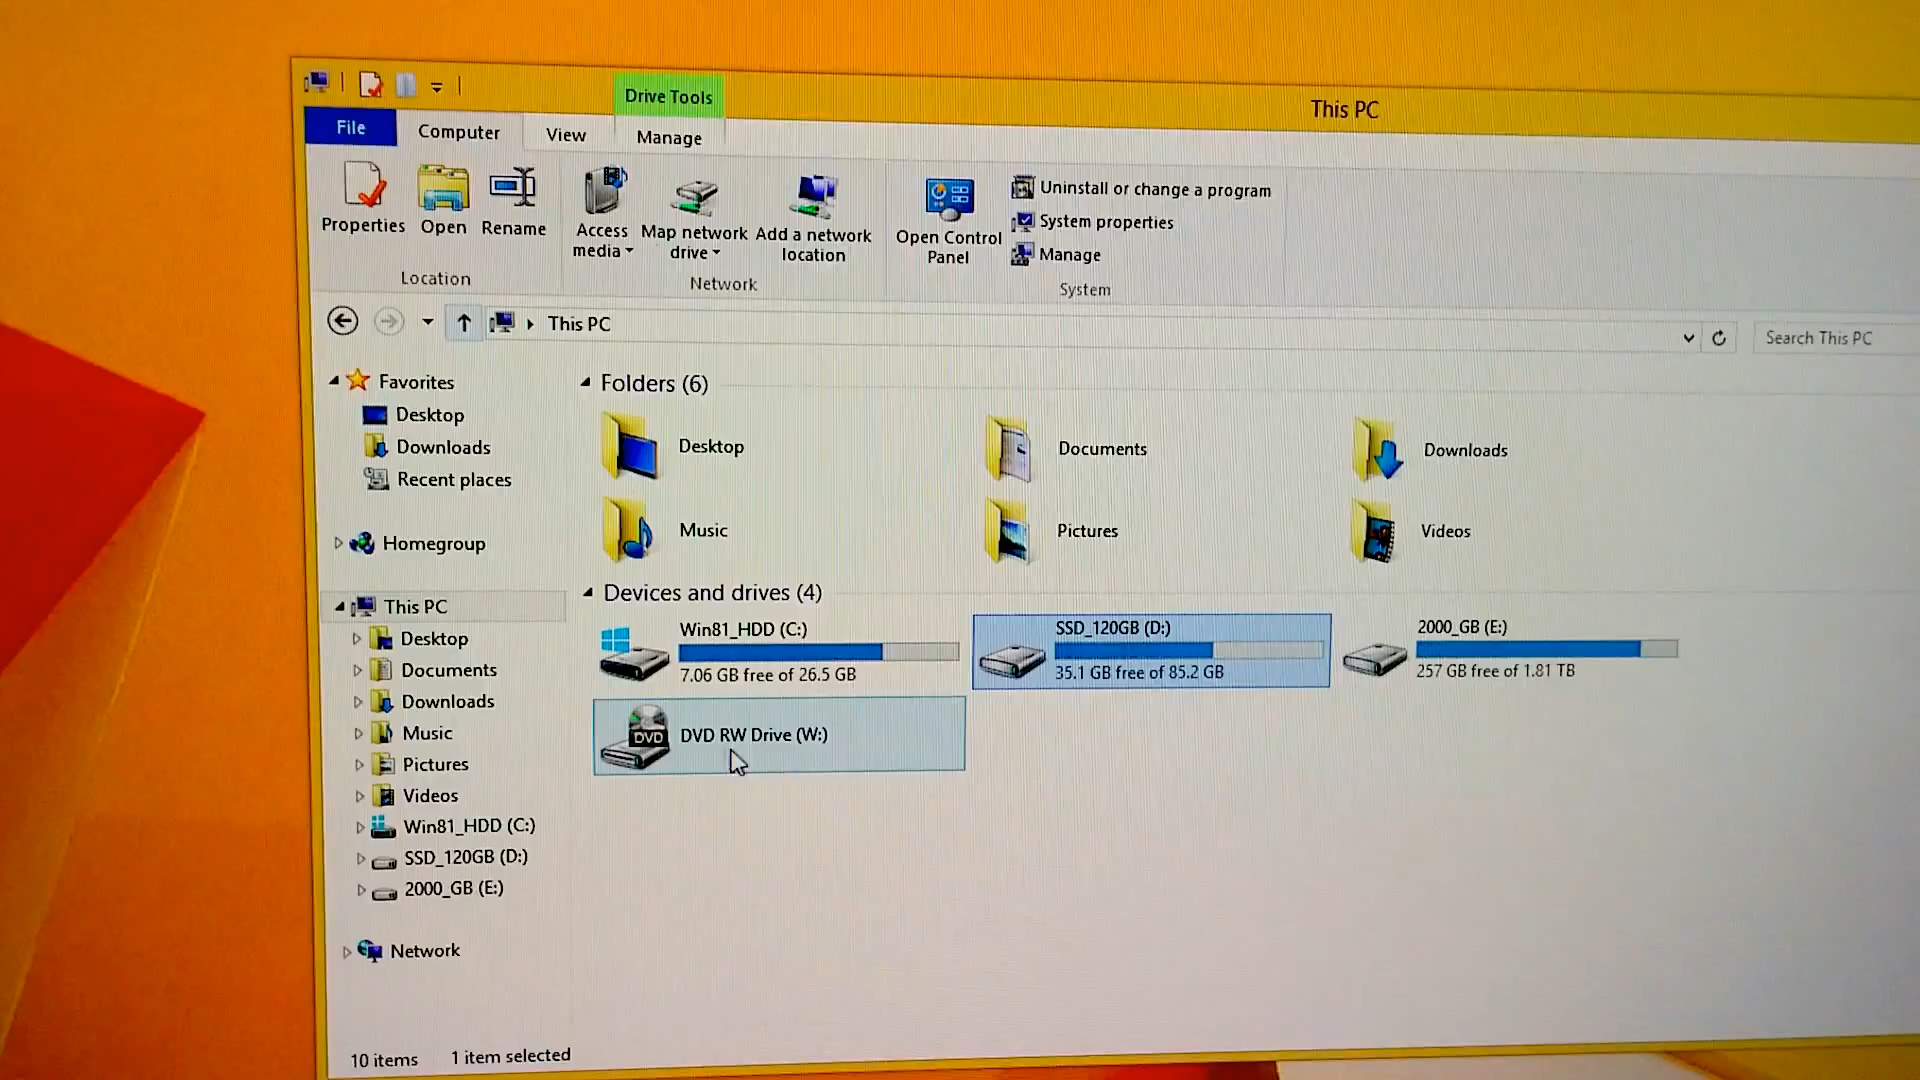 Drive Tools
This PC
File
Computer
View
Manage
Properties
Open
Rename
Access media
Map network drive
Add a network location
Open Control Panel
Uninstall or change a program
System properties
Manage
Location
Network
System
This PC
Search This PC
Favorites
Desktop
Downloads
Recent places
Homegroup
This PC
Desktop
Documents
Downloads
Music
Pictures
Videos
Win81_HDD (C:)
SSD_120GB (D:)
2000_GB (E:)
Network
Folders (6)
Desktop
Documents
Downloads
Music
Pictures
Videos
Devices and drives (4)
Win81_HDD (C:)
7.06 GB free of 26.5 GB
SSD_120GB (D:)
35.1 GB free of 85.2 GB
2000_GB (E:)
257 GB free of 1.81 TB
DVD
DVD RW Drive (W:)
10 items
1 item selected